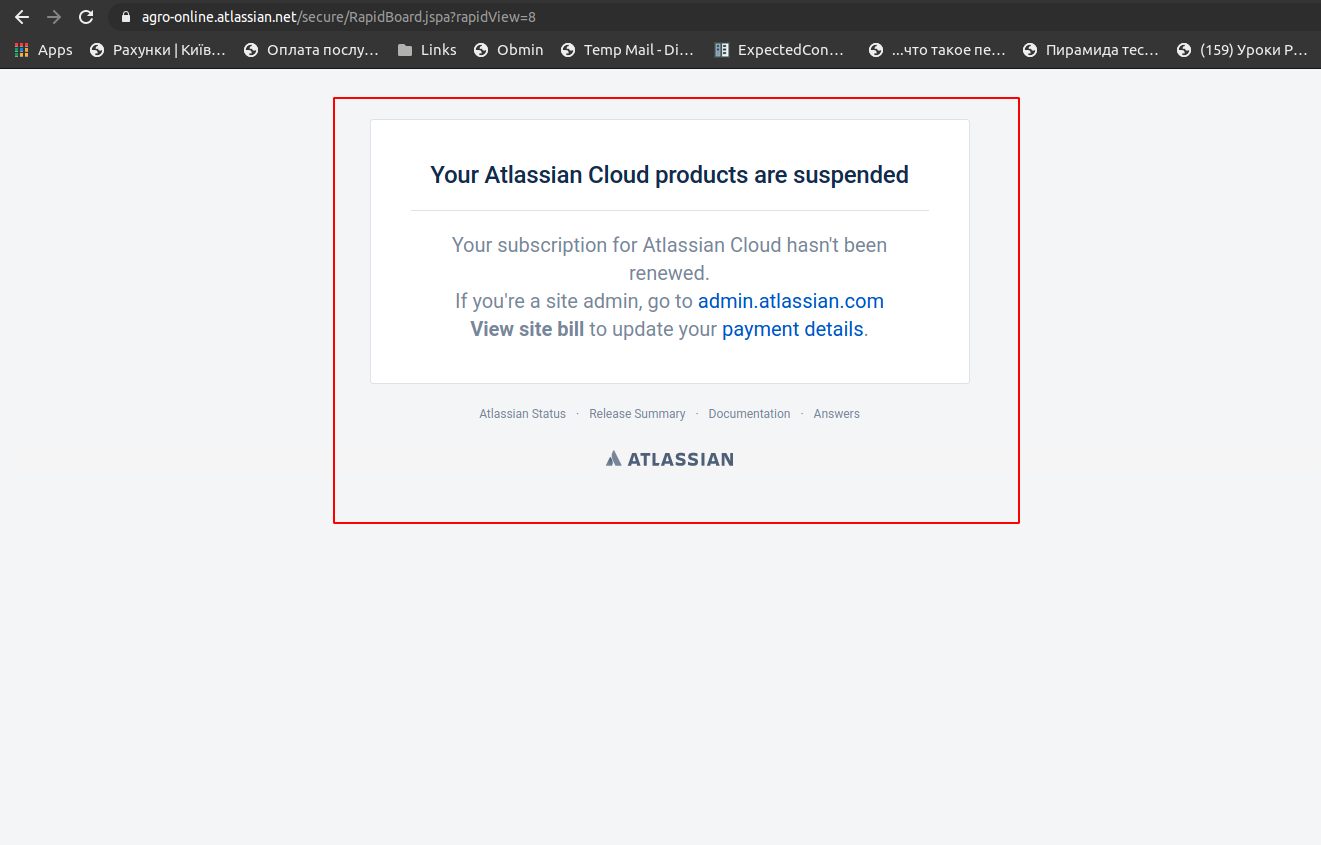 agro-online.atlassian.net/secure/RapidBoard.jspa?rapidView=8
Apps Рахунки | Київ... Оплата послу... Links Obmin Temp Mail - Di... ExpectedCon... ...что такое пе... Пирамида тес... (159) Уроки P...
Your Atlassian Cloud products are suspended
Your subscription for Atlassian Cloud hasn't been
renewed.
If you're a site admin, go to admin.atlassian.com
View site bill to update your payment details.
Atlassian Status · Release Summary · Documentation · Answers
ATLASSIAN